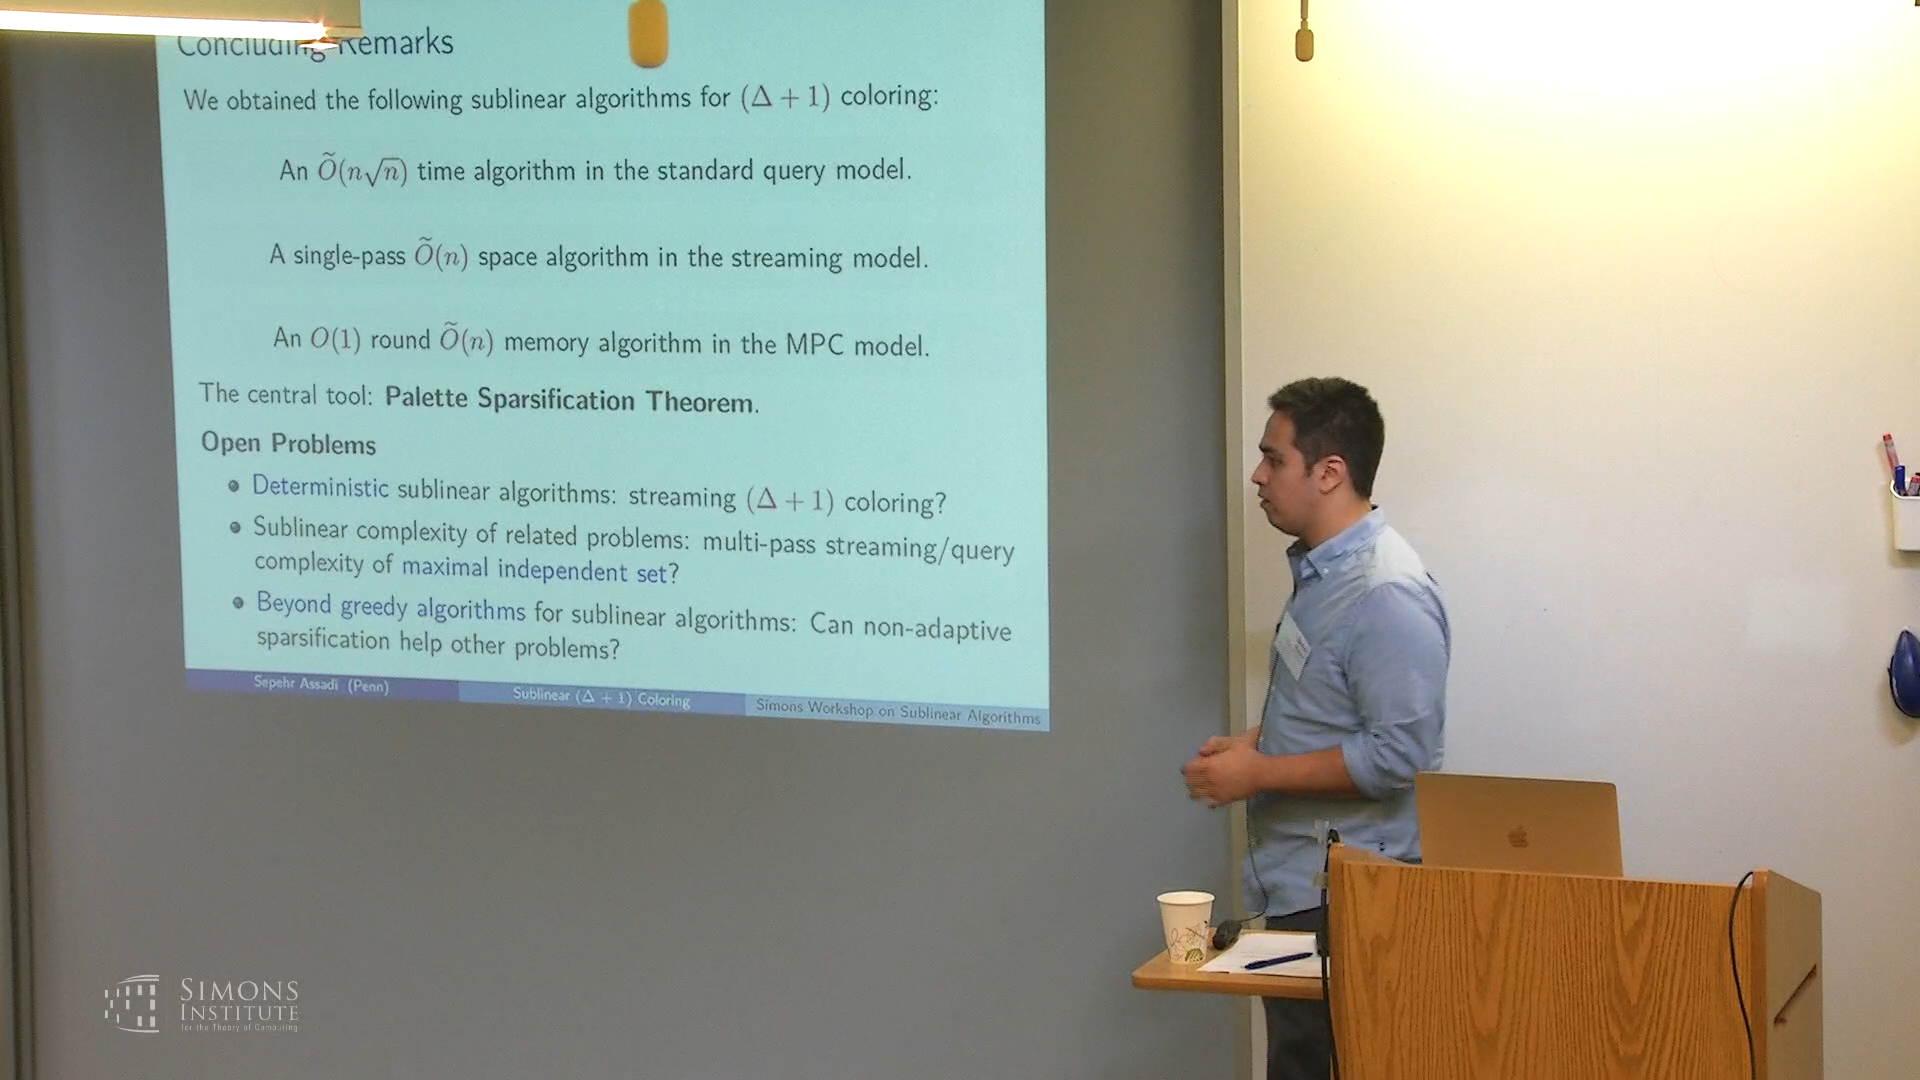 Concluding Remarks
We obtained the following sublinear algorithms for (Δ + 1) coloring:
An Õ(n√n) time algorithm in the standard query model.
A single-pass Õ(n) space algorithm in the streaming model.
An O(1) round Õ(n) memory algorithm in the MPC model.
The central tool: Palette Sparsification Theorem.
Open Problems
Deterministic sublinear algorithms: streaming (Δ + 1) coloring?
Sublinear complexity of related problems: multi-pass streaming/query
complexity of maximal independent set?
Beyond greedy algorithms for sublinear algorithms: Can non-adaptive
sparsification help other problems?
Sepehr Assadi (Penn)
Sublinear (Δ + 1) Coloring
Simons Workshop on Sublinear Algorithms
SIMONS
INSTITUTE
for the Theory of Computing